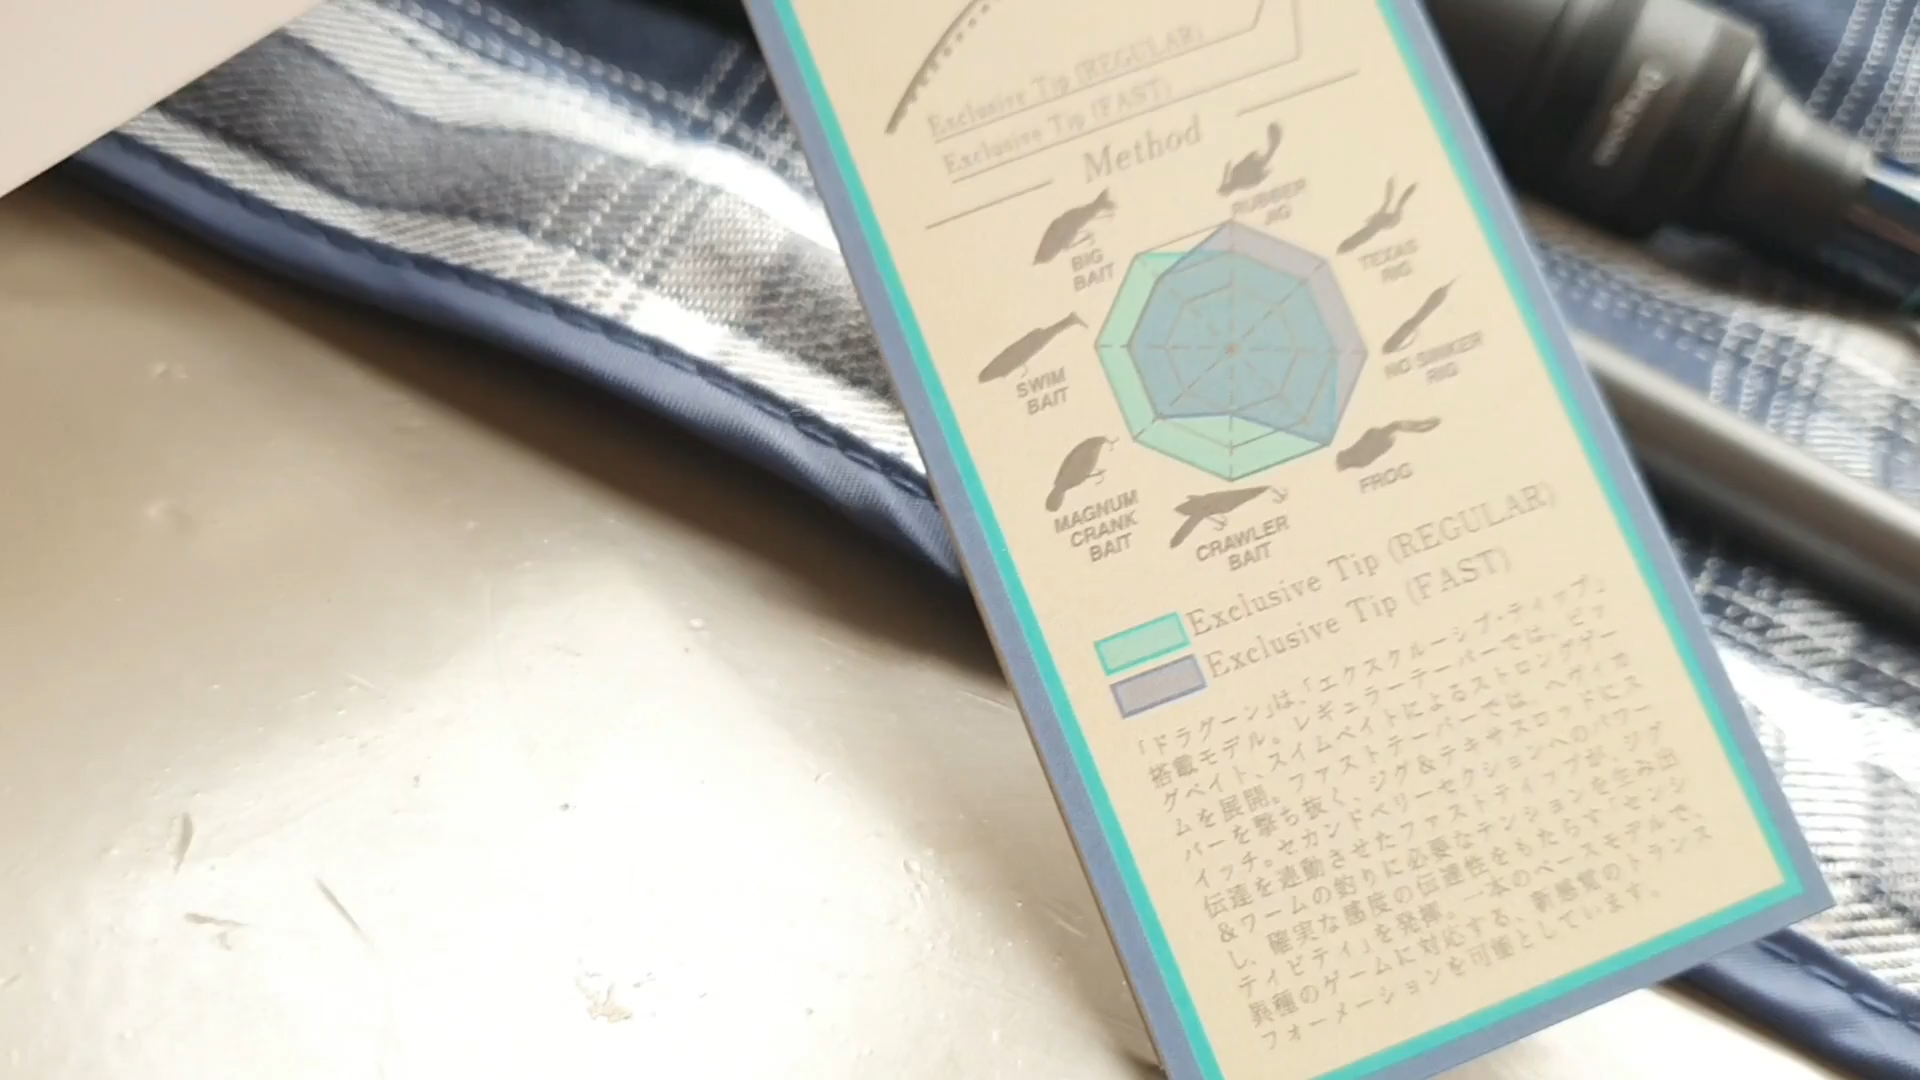 Exclusive Tip (REGULAR)
Exclusive Tip (FAST)
Method
RUBBER
JIG
BIG
BAIT
TEXAS
RIG
SWIM
BAIT
NO SINKER
RIG
MAGNUM
CRANK
BAIT
FROG
CRAWLER
BAIT
Exclusive Tip (REGULAR)
Exclusive Tip (FAST)
「ドラグーン」は、「エクスクルーシブ・ティップ」
搭載モデル。レギュラーテーパーでは、ビッ
グベイト、スイムベイトによるストロングゲー
ムを展開。ファストテーパーでは、ヘヴィカ
バーを撃ち抜く、ジグ&テキサスロッドにス
イッチ。セカンドベリーセクションへのパワー
伝達を連動させたファストティップが、ジグ
&ワームの釣りに必要なテンションを生み出
し、確実な感度の伝達性をもたらす「センシ
ティビティ」を発揮。一本のベースモデルで、
異種のゲームに対応する、新感覚のトランス
フォーメーションを可能としています。